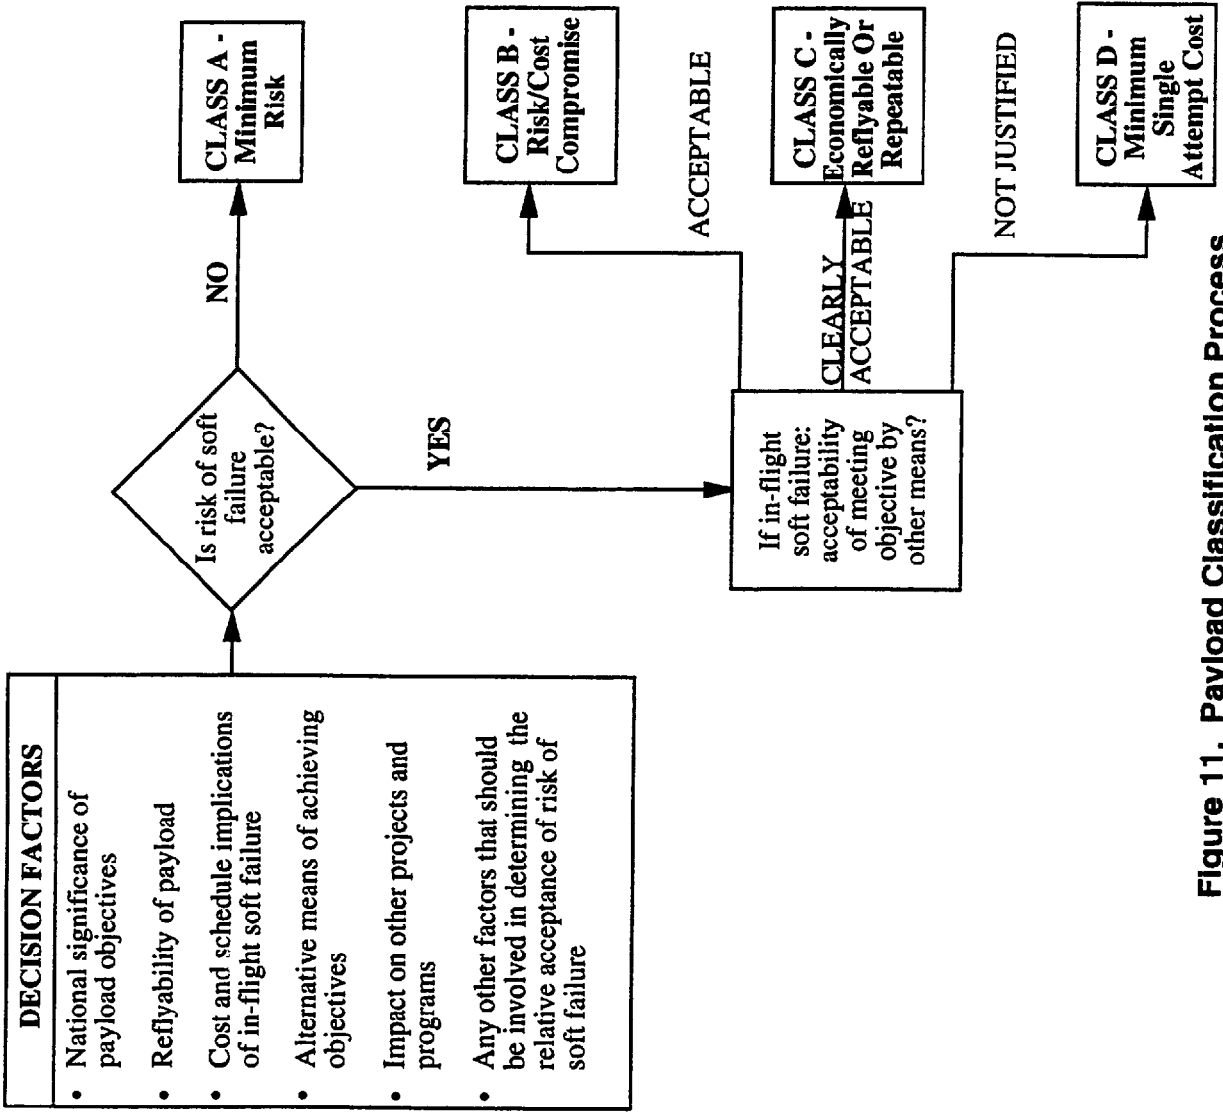 DECISION FACTORS
• National significance of
payload objectives
• Reflyability of payload
• Cost and schedule implications
of in-flight soft failure
• Alternative means of achieving
objectives
• Impact on other projects and
programs
• Any other factors that should
be involved in determining the
relative acceptance of risk of
soft failure
Is risk of soft
failure
acceptable?
NO
YES
CLASS A -
Minimum
Risk
If in-flight
soft failure:
acceptability
of meeting
objective by
other means?
ACCEPTABLE
CLASS B -
Risk/Cost
Compromise
CLEARLY
ACCEPTABLE
CLASS C -
Economically
Reflyable Or
Repeatable
NOT JUSTIFIED
CLASS D -
Minimum
Single
Attempt Cost
Figure 11. Payload Classification Process